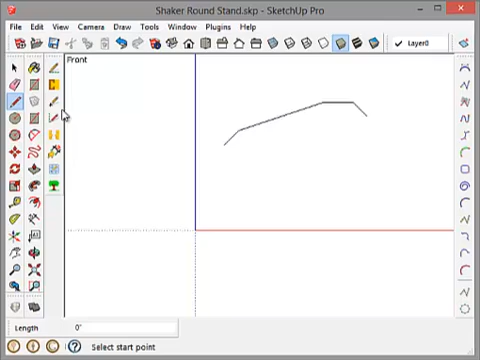 Shaker Round Stand.skp - SketchUp Pro
File Edit View Camera Draw Tools Window Plugins Help
Layer0
Front
Length 0"
Select start point